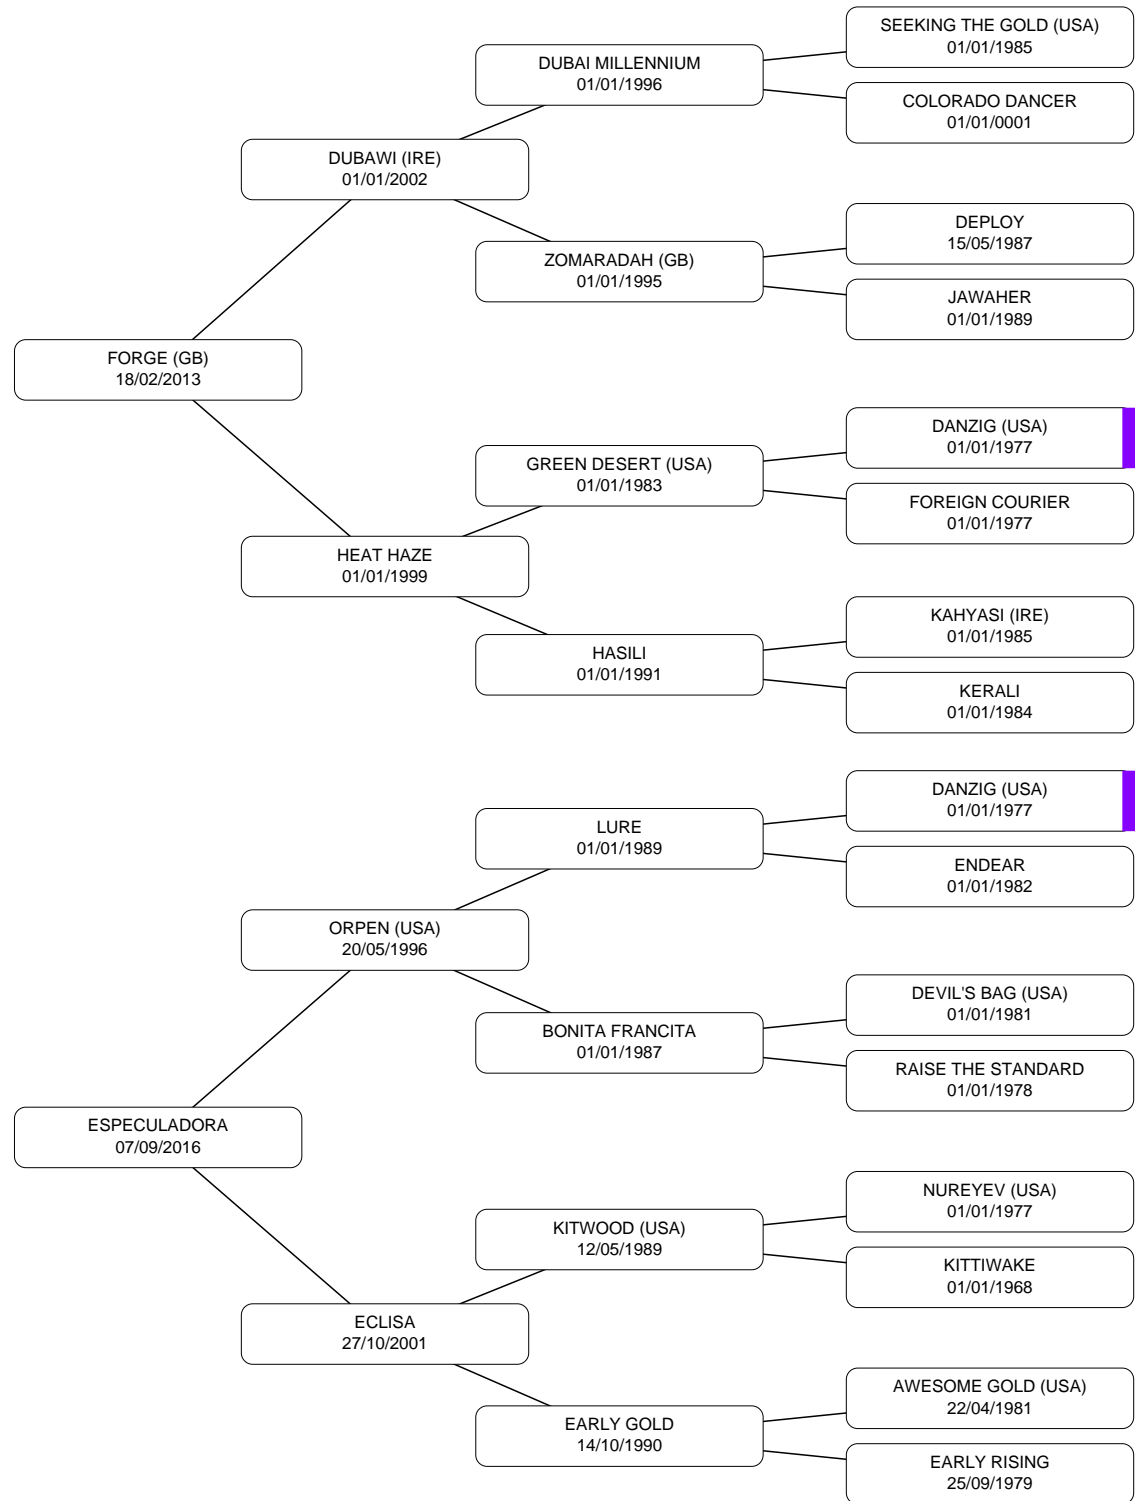 SEEKING THE GOLD (USA)
01/01/1985
DUBAI MILLENNIUM
01/01/1996
COLORADO DANCER
01/01/0001
DUBAWI (IRE)
01/01/2002
DEPLOY
15/05/1987
ZOMARADAH (GB)
01/01/1995
JAWAHER
01/01/1989
FORGE (GB)
18/02/2013
DANZIG (USA)
01/01/1977
GREEN DESERT (USA)
01/01/1983
FOREIGN COURIER
01/01/1977
HEAT HAZE
01/01/1999
KAHYASI (IRE)
01/01/1985
HASILI
01/01/1991
KERALI
01/01/1984
DANZIG (USA)
01/01/1977
LURE
01/01/1989
ENDEAR
01/01/1982
ORPEN (USA)
20/05/1996
DEVIL'S BAG (USA)
01/01/1981
BONITA FRANCITA
01/01/1987
RAISE THE STANDARD
01/01/1978
ESPECULADORA
07/09/2016
NUREYEV (USA)
01/01/1977
KITWOOD (USA)
12/05/1989
KITTIWAKE
01/01/1968
ECLISA
27/10/2001
AWESOME GOLD (USA)
22/04/1981
EARLY GOLD
14/10/1990
EARLY RISING
25/09/1979